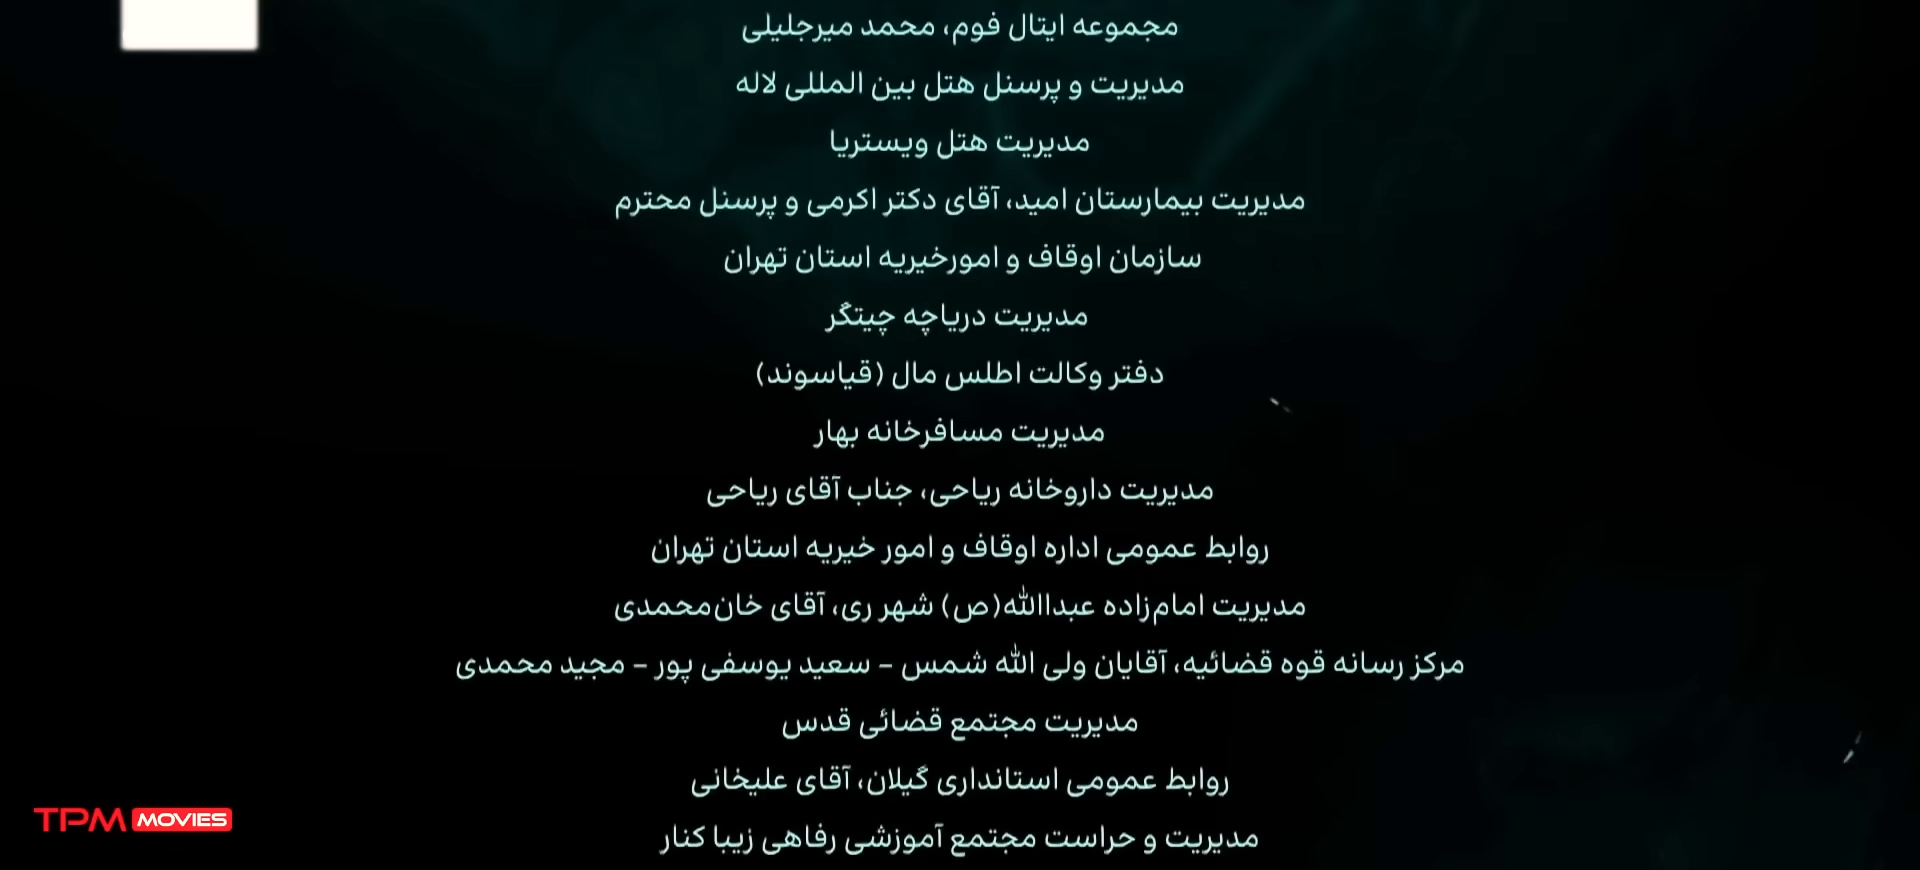 مجموعه ایتال فوم، محمد میرجلیلی
مدیریت و پرسنل هتل بین المللی لاله
مدیریت هتل ویستریا
مدیریت بیمارستان امید، آقای دکتر اکرمی و پرسنل محترم
سازمان اوقاف و امورخیریه استان تهران
مدیریت دریاچه چیتگر
دفتر وکالت اطلس مال (قیاسوند)
مدیریت مسافرخانه بهار
مدیریت داروخانه ریاحی، جناب آقای ریاحی
روابط عمومی اداره اوقاف و امور خیریه استان تهران
مدیریت امام‌زاده عبداالله(ص) شهر ری، آقای خان‌محمدی
مرکز رسانه قوه قضائیه، آقایان ولی الله شمس - سعید یوسفی پور - مجید محمدی
مدیریت مجتمع قضائی قدس
روابط عمومی استانداری گیلان، آقای علیخانی
مدیریت و حراست مجتمع آموزشی رفاهی زیبا کنار
TPM MOVIES